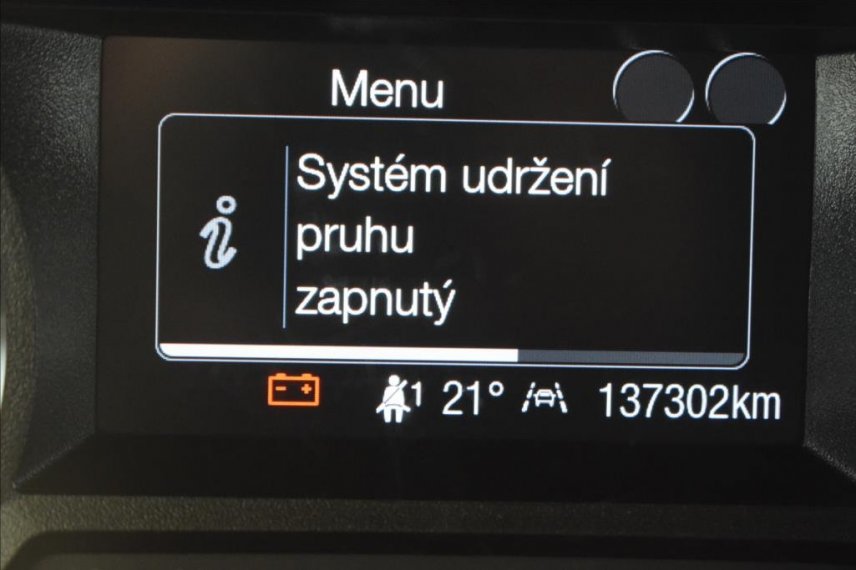 Menu
Systém udržení
pruhu
zapnutý
1 21° 137302km